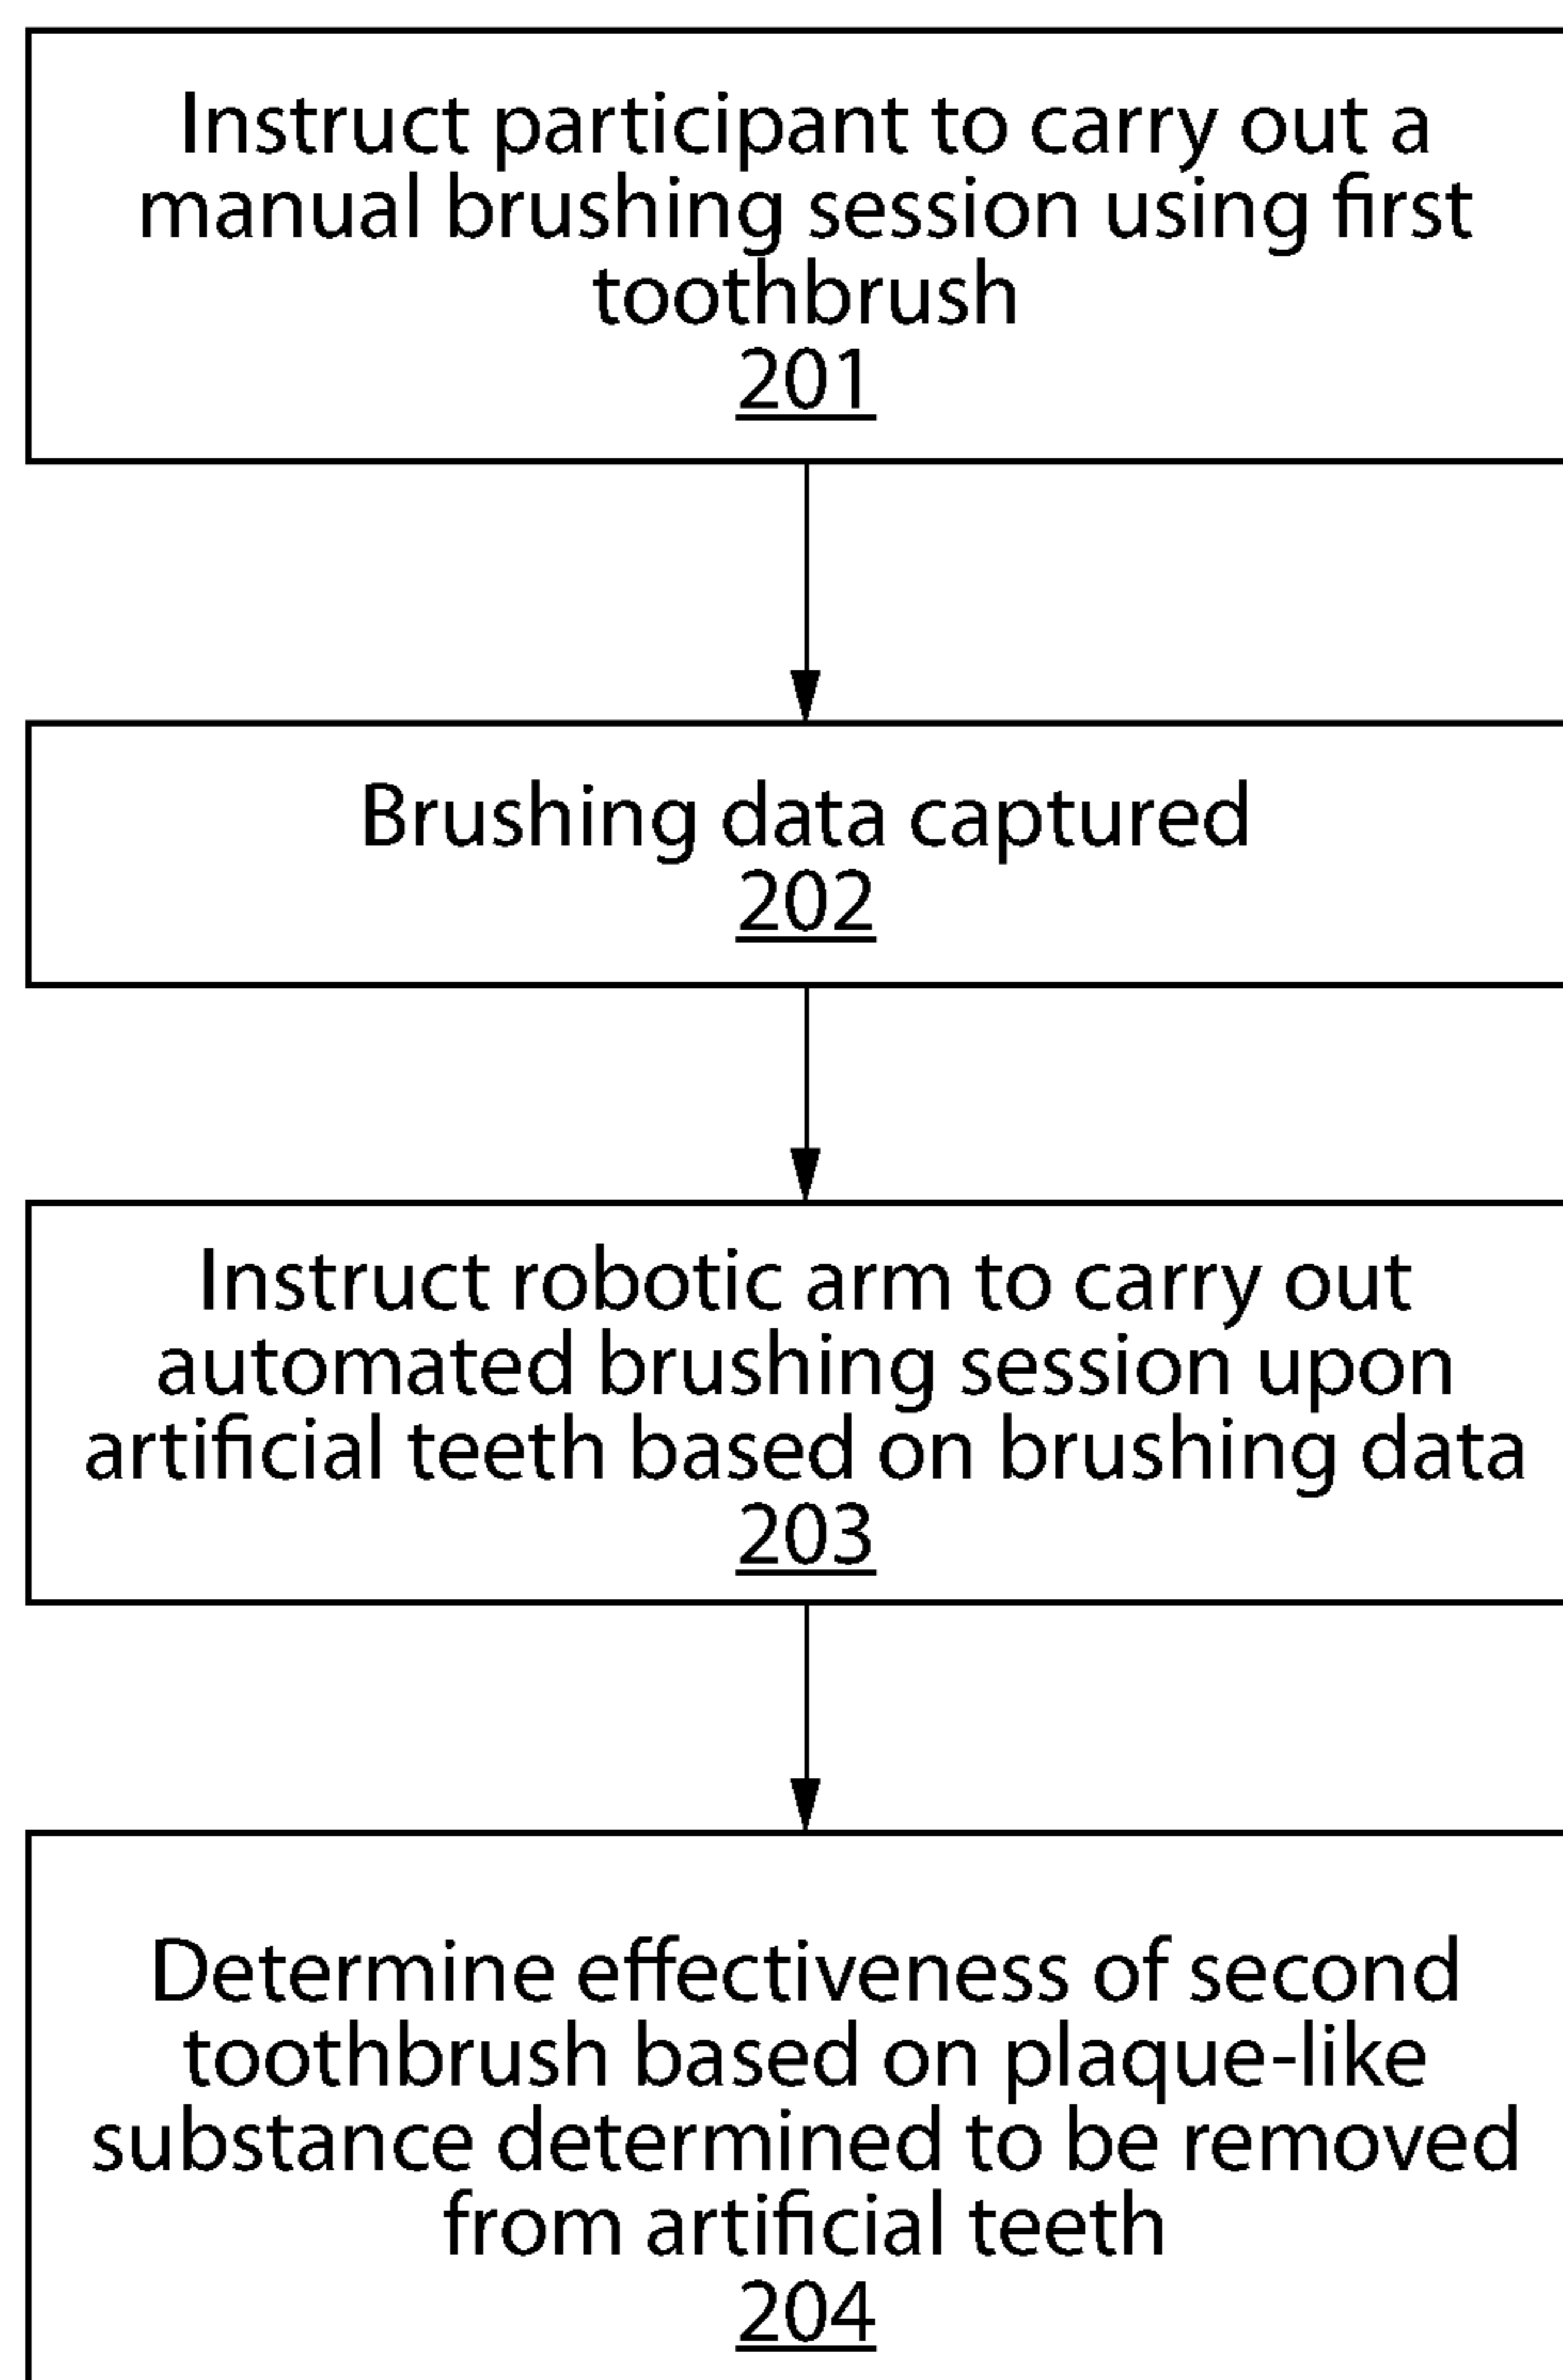 Instruct participant to carry out a
manual brushing session using first
toothbrush
201
Brushing data captured
202
Instruct robotic arm to carry out
automated brushing session upon
artificial teeth based on brushing data
203
Determine effectiveness of second
toothbrush based on plaque-like
substance determined to be removed
from artificial teeth
204